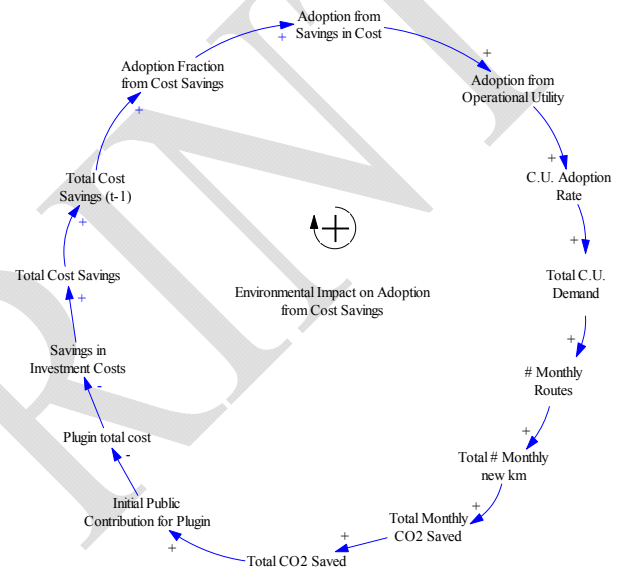 Adoption from
Savings in Cost
+
+
Adoption from
Operational Utility
+
C.U. Adoption
Rate
+
Total C.U.
Demand
+
# Monthly
Routes
+
Total # Monthly
new km
+
Total Monthly
CO2 Saved
+
Total CO2 Saved
+
Initial Public
Contribution for Plugin
-
Plugin total cost
-
Savings in
Investment Costs
+
Total Cost Savings
+
Total Cost
Savings (t-1)
+
Adoption Fraction
from Cost Savings
+
Environmental Impact on Adoption
from Cost Savings
RINT